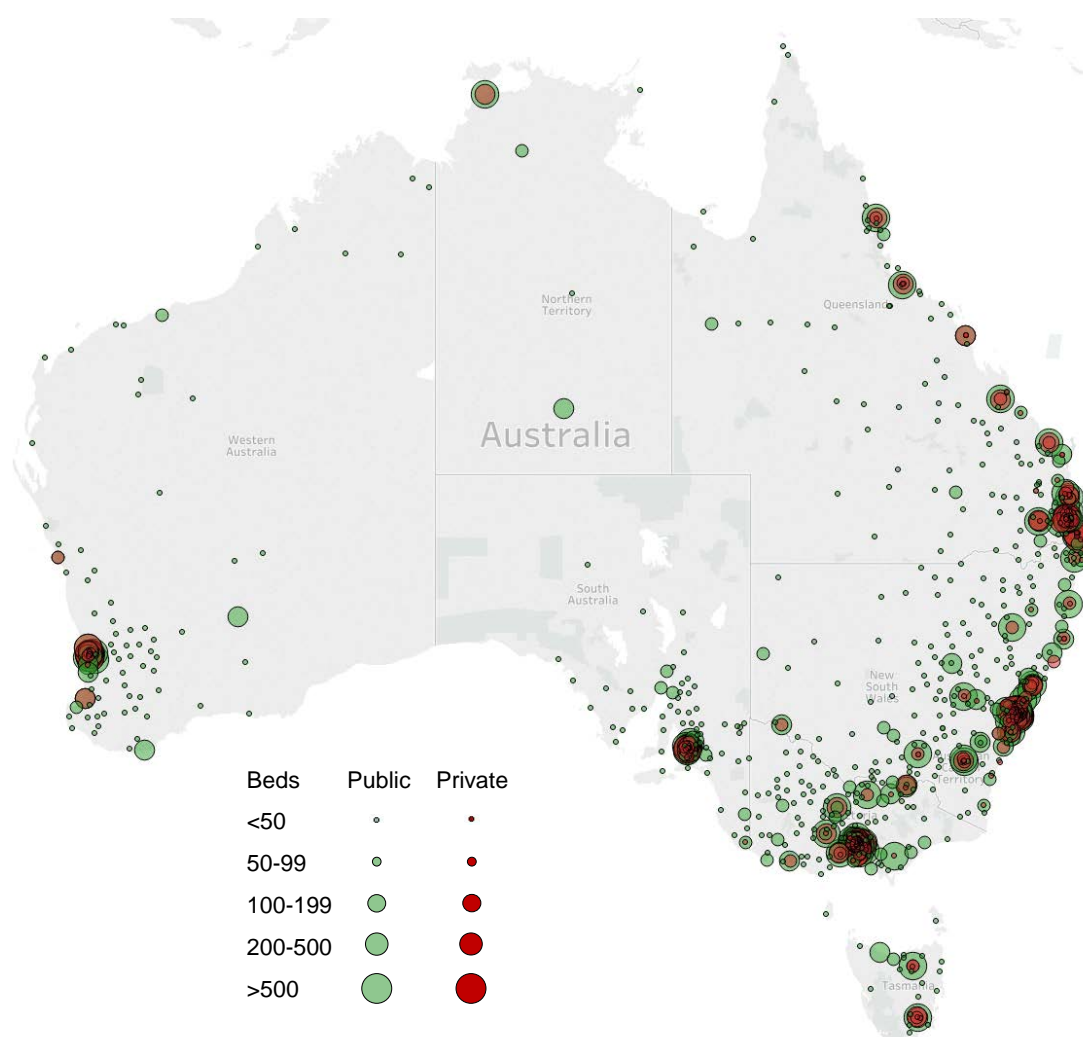 Northern
Territory
Queensland
Australia
Western
Australia
South
Australia
New
South
Wales
Territory
Tasmania
Beds Public Private
<50
50-99
100-199
200-500
>500